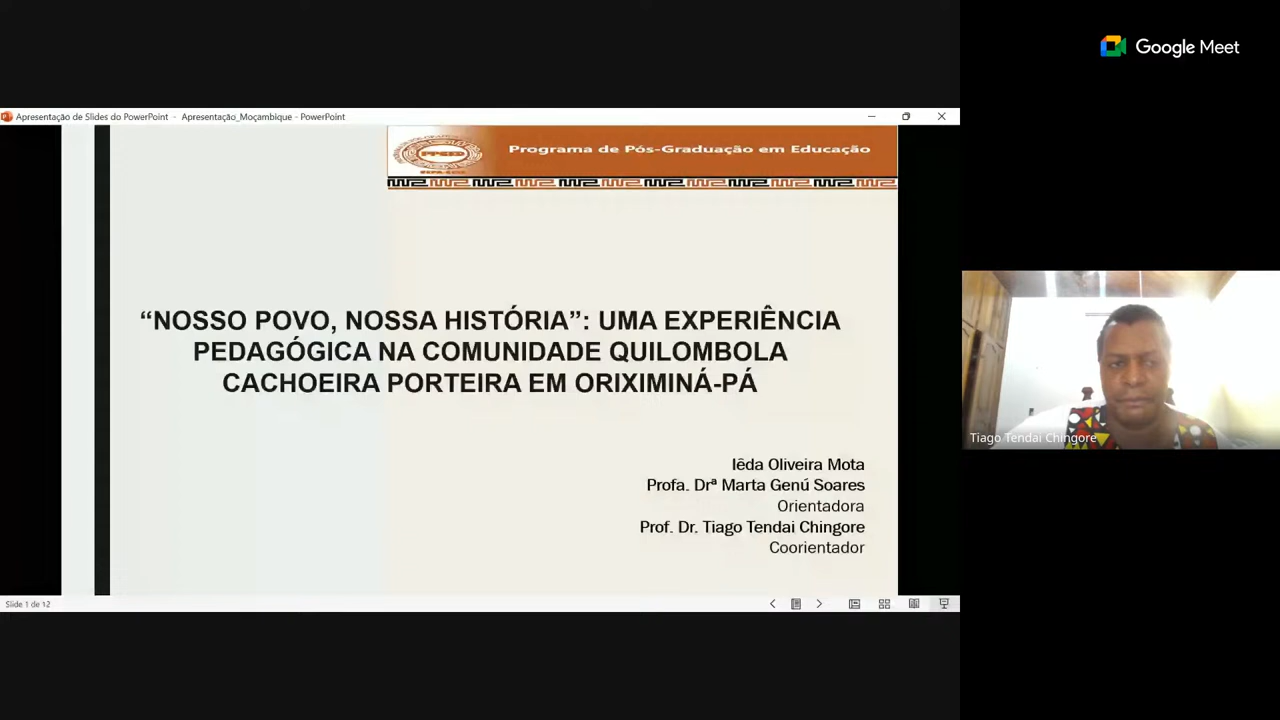 Google Meet
Apresentação de Slides do PowerPoint - Apresentação_Moçambique - PowerPoint
Programa de Pós-Graduação em Educação
“NOSSO POVO, NOSSA HISTÓRIA”: UMA EXPERIÊNCIA
PEDAGÓGICA NA COMUNIDADE QUILOMBOLA
CACHOEIRA PORTEIRA EM ORIXIMINÁ-PÁ
Iêda Oliveira Mota
Profa. Drª Marta Genú Soares
Orientadora
Prof. Dr. Tiago Tendai Chingore
Coorientador
Tiago Tendai Chingore
Slide 1 de 12